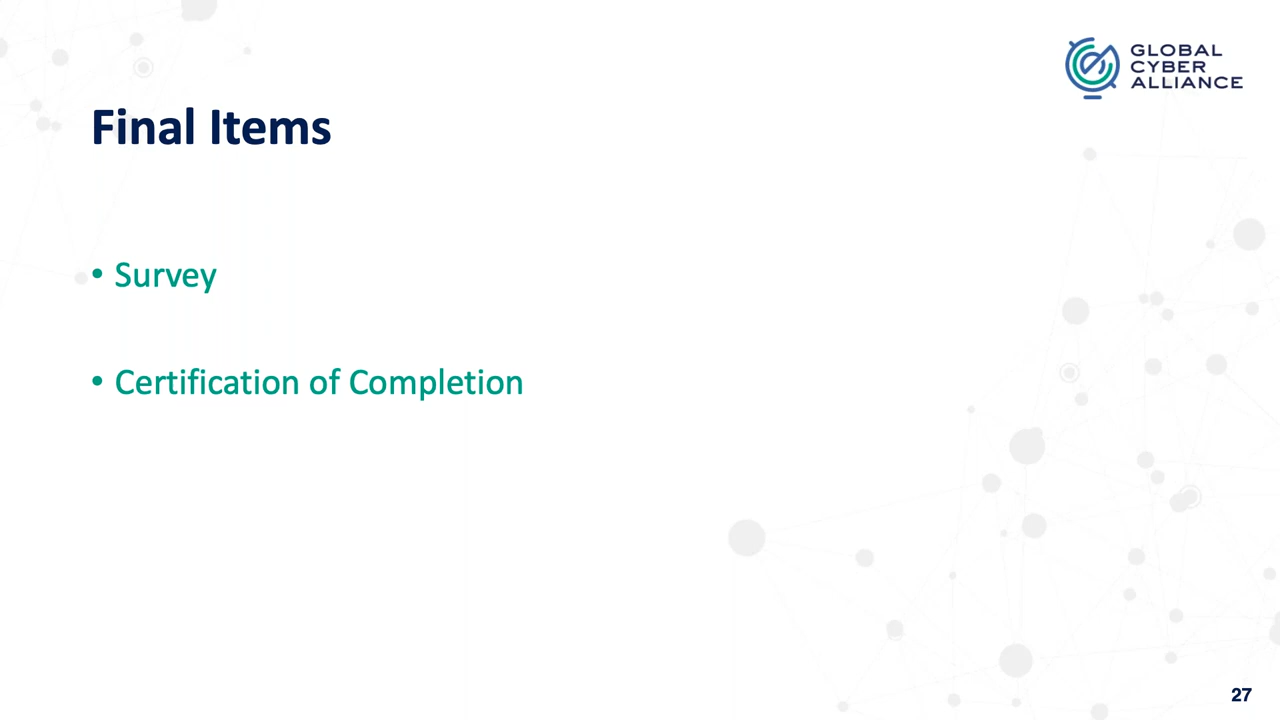 GLOBAL
CYBER
ALLIANCE
Final Items
• Survey
• Certification of Completion
27